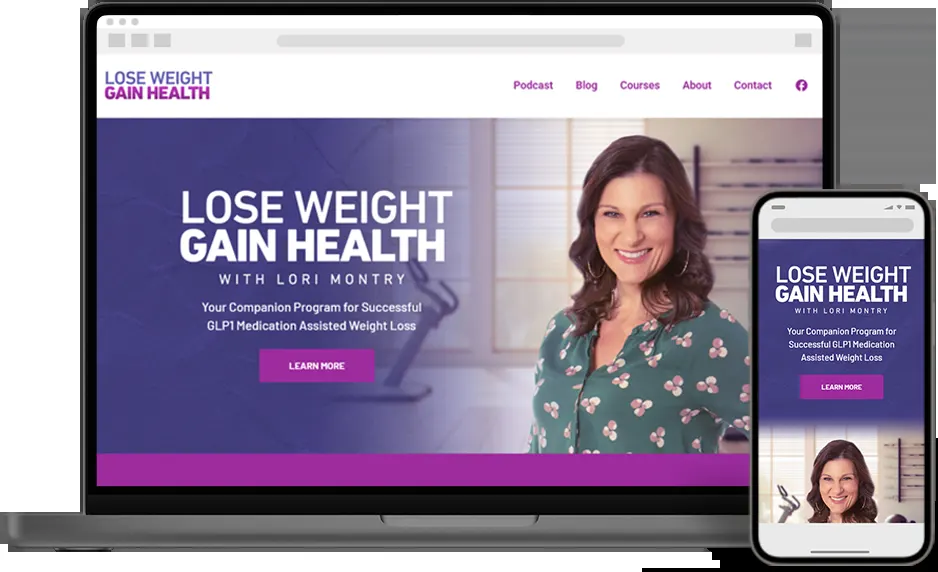 LOSE WEIGHT
GAIN HEALTH
Podcast Blog Courses About Contact
LOSE WEIGHT
GAIN HEALTH
WITH LORI MONTRY
Your Companion Program for Successful
GLP1 Medication Assisted Weight Loss
LEARN MORE
LOSE WEIGHT
GAIN HEALTH
WITH LORI MONTRY
Your Companion Program for
Successful GLP1 Medication
Assisted Weight Loss
LEARN MORE